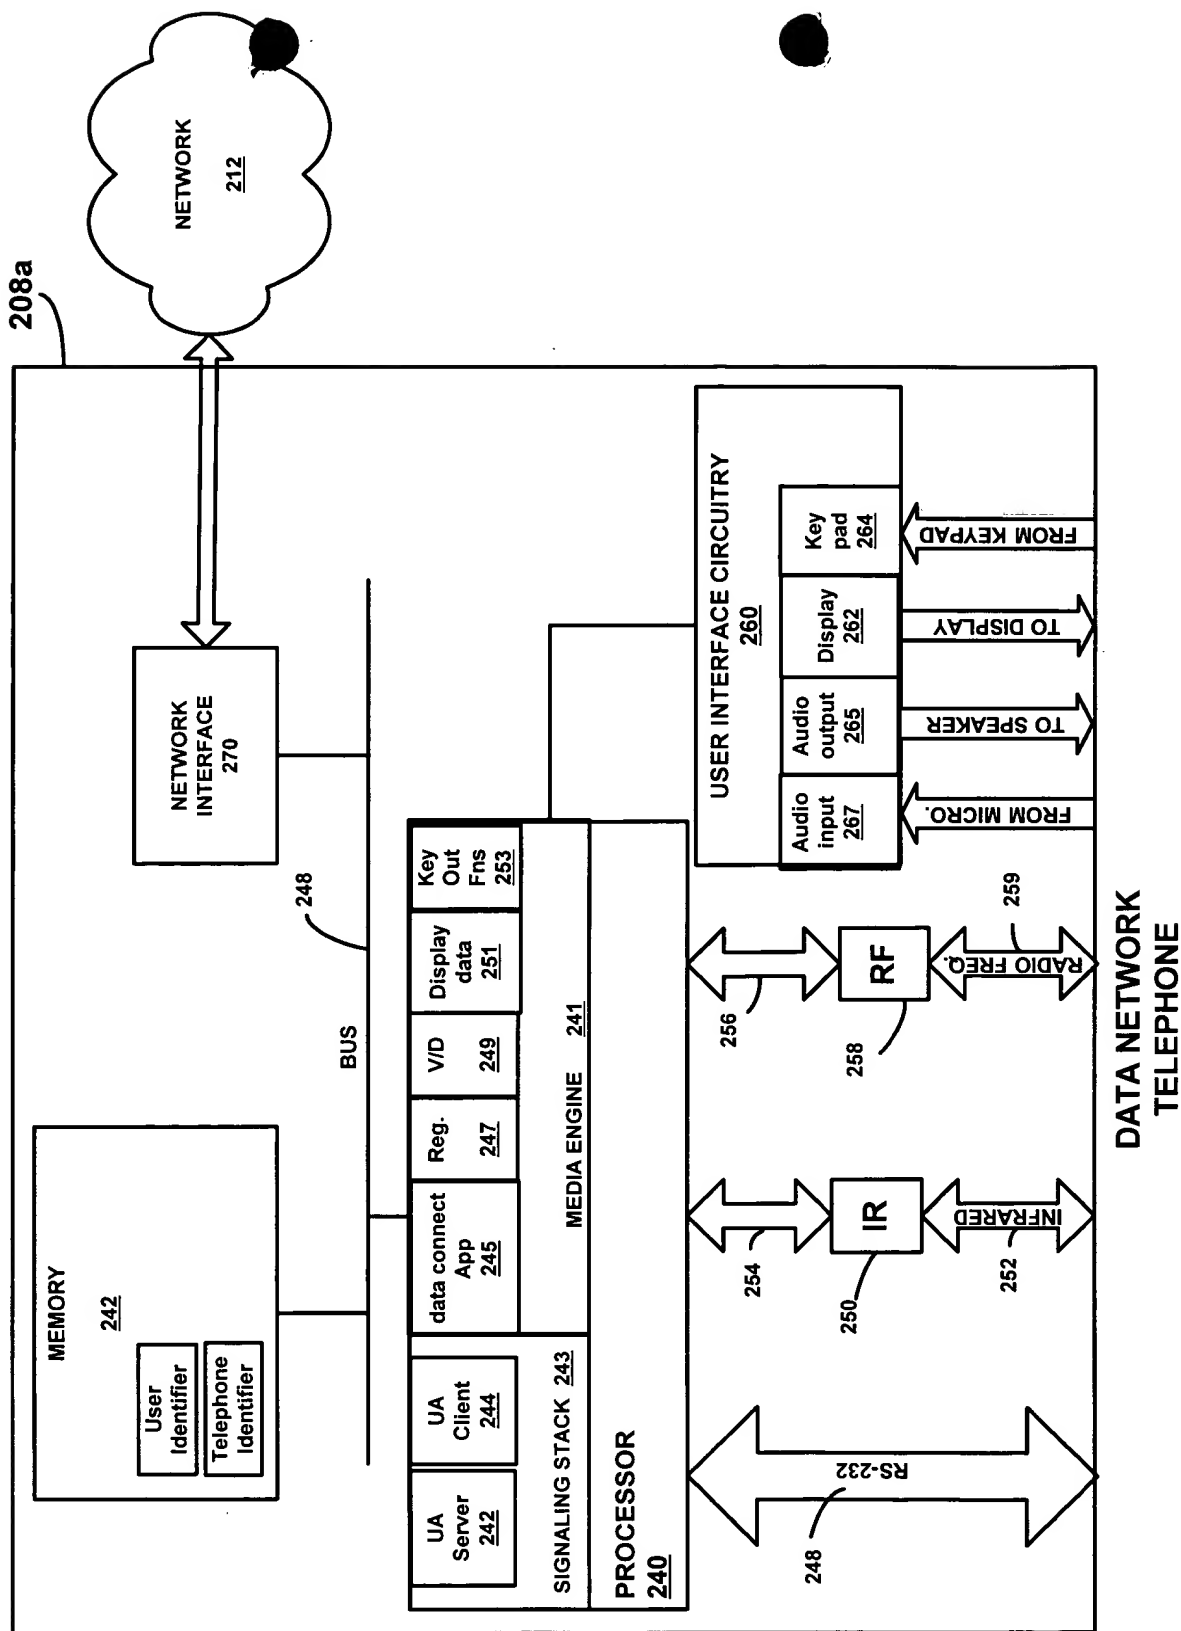 208a
NETWORK
212
MEMORY
242
User
Identifier
Telephone
Identifier
NETWORK
INTERFACE
270
BUS
248
UA
Server
242
UA
Client
244
data connect
App
245
Reg.
247
V/D
249
Display
data
251
Key
Out
Fns
253
SIGNALING STACK 243
MEDIA ENGINE 241
PROCESSOR
240
USER INTERFACE CIRCUITRY
260
Audio
input
267
Audio
output
265
Display
262
Key
pad
264
FROM MICRO.
TO SPEAKER
TO DISPLAY
FROM KEYPAD
RS-232
248
254
IR
250
INFRARED
252
256
RF
258
RADIO FREQ.
259
DATA NETWORK
TELEPHONE